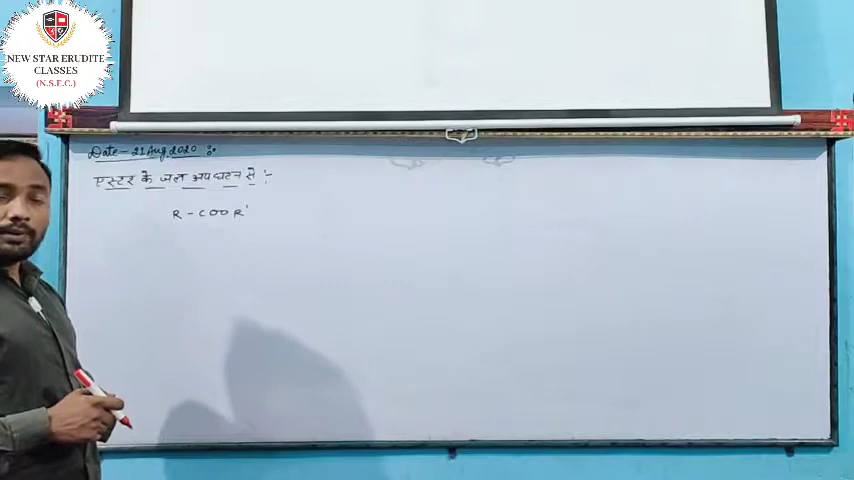 NEW STAR ERUDITE
CLASSES
(N.S.E.C.)
Date - 21 Aug 2020 :-
एस्टर के जल अपघटन से :-
R - COOR'